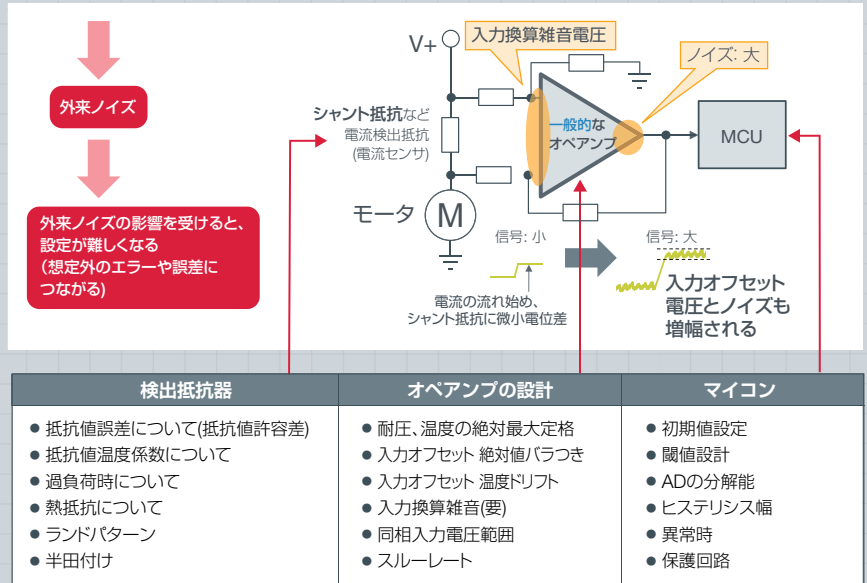 外来ノイズ
外来ノイズの影響を受けると、
設定が難しくなる
(想定外のエラーや誤差に
つながる)
V+
入力換算雑音電圧
ノイズ: 大
シャント抵抗など
電流検出抵抗
(電流センサ)
一般的な
オペアンプ
MCU
モータ
M
信号: 小
信号: 大
電流の流れ始め、
シャント抵抗に微小電位差
入力オフセット
電圧とノイズも
増幅される
検出抵抗器
● 抵抗値誤差について(抵抗値許容差)
● 抵抗値温度係数について
● 過負荷時について
● 熱抵抗について
● ランドパターン
● 半田付け
オペアンプの設計
● 耐圧、温度の絶対最大定格
● 入力オフセット 絶対値バラつき
● 入力オフセット 温度ドリフト
● 入力換算雑音(要)
● 同相入力電圧範囲
● スルーレート
マイコン
● 初期値設定
● 閾値設計
● ADの分解能
● ヒステリシス幅
● 異常時
● 保護回路